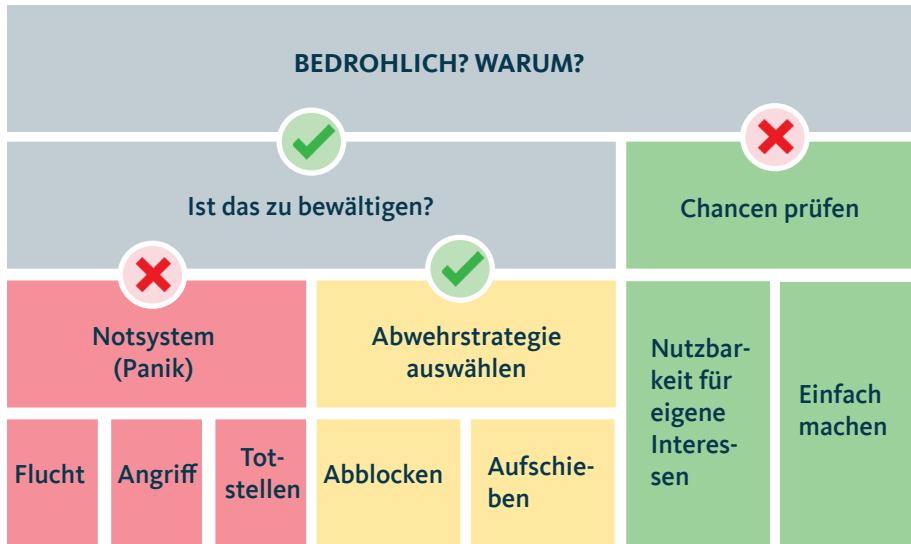 BEDROHLICH? WARUM?
Ist das zu bewältigen?
Chancen prüfen
Notsystem
(Panik)
Abwehrstrategie
auswählen
Nutzbar-
keit für
eigene
Interes-
sen
Einfach
machen
Flucht
Angriff
Tot-
stellen
Abblocken
Aufschie-
ben